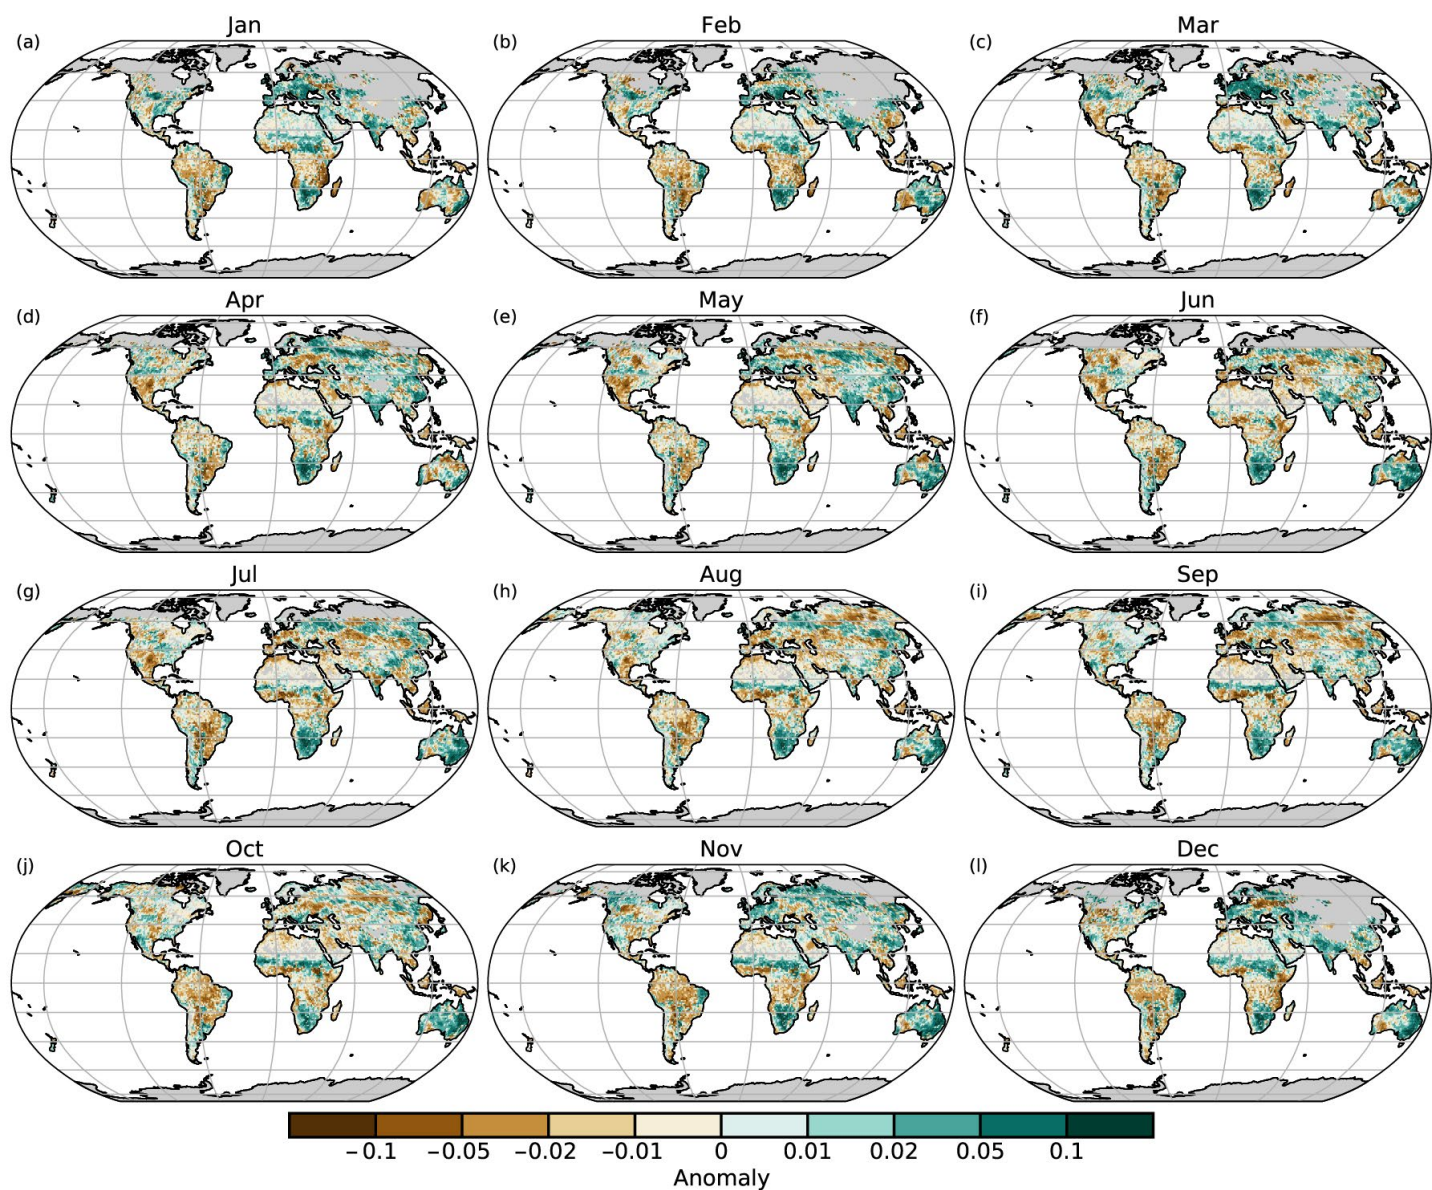 Jan Feb Mar
(a) (b) (c)
Apr May Jun
(d) (e) (f)
Jul Aug Sep
(g) (h) (i)
Oct Nov Dec
(j) (k) (l)
−0.1 −0.05 −0.02 −0.01 0 0.01 0.02 0.05 0.1
Anomaly